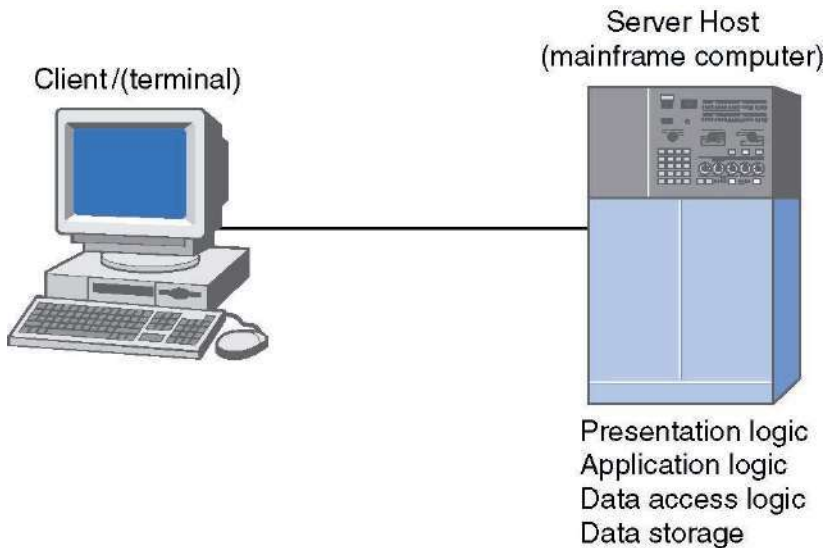 Client/(terminal)
Server Host
(mainframe computer)
Presentation logic
Application logic
Data access logic
Data storage